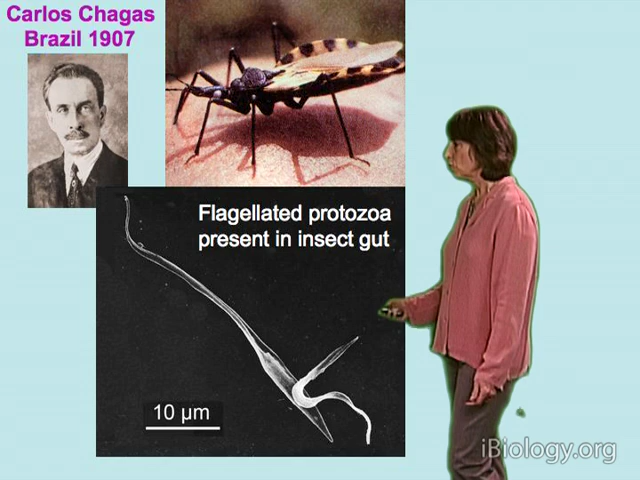 Carlos Chagas
Brazil 1907
Flagellated protozoa
present in insect gut
10 µm
iBiology.org